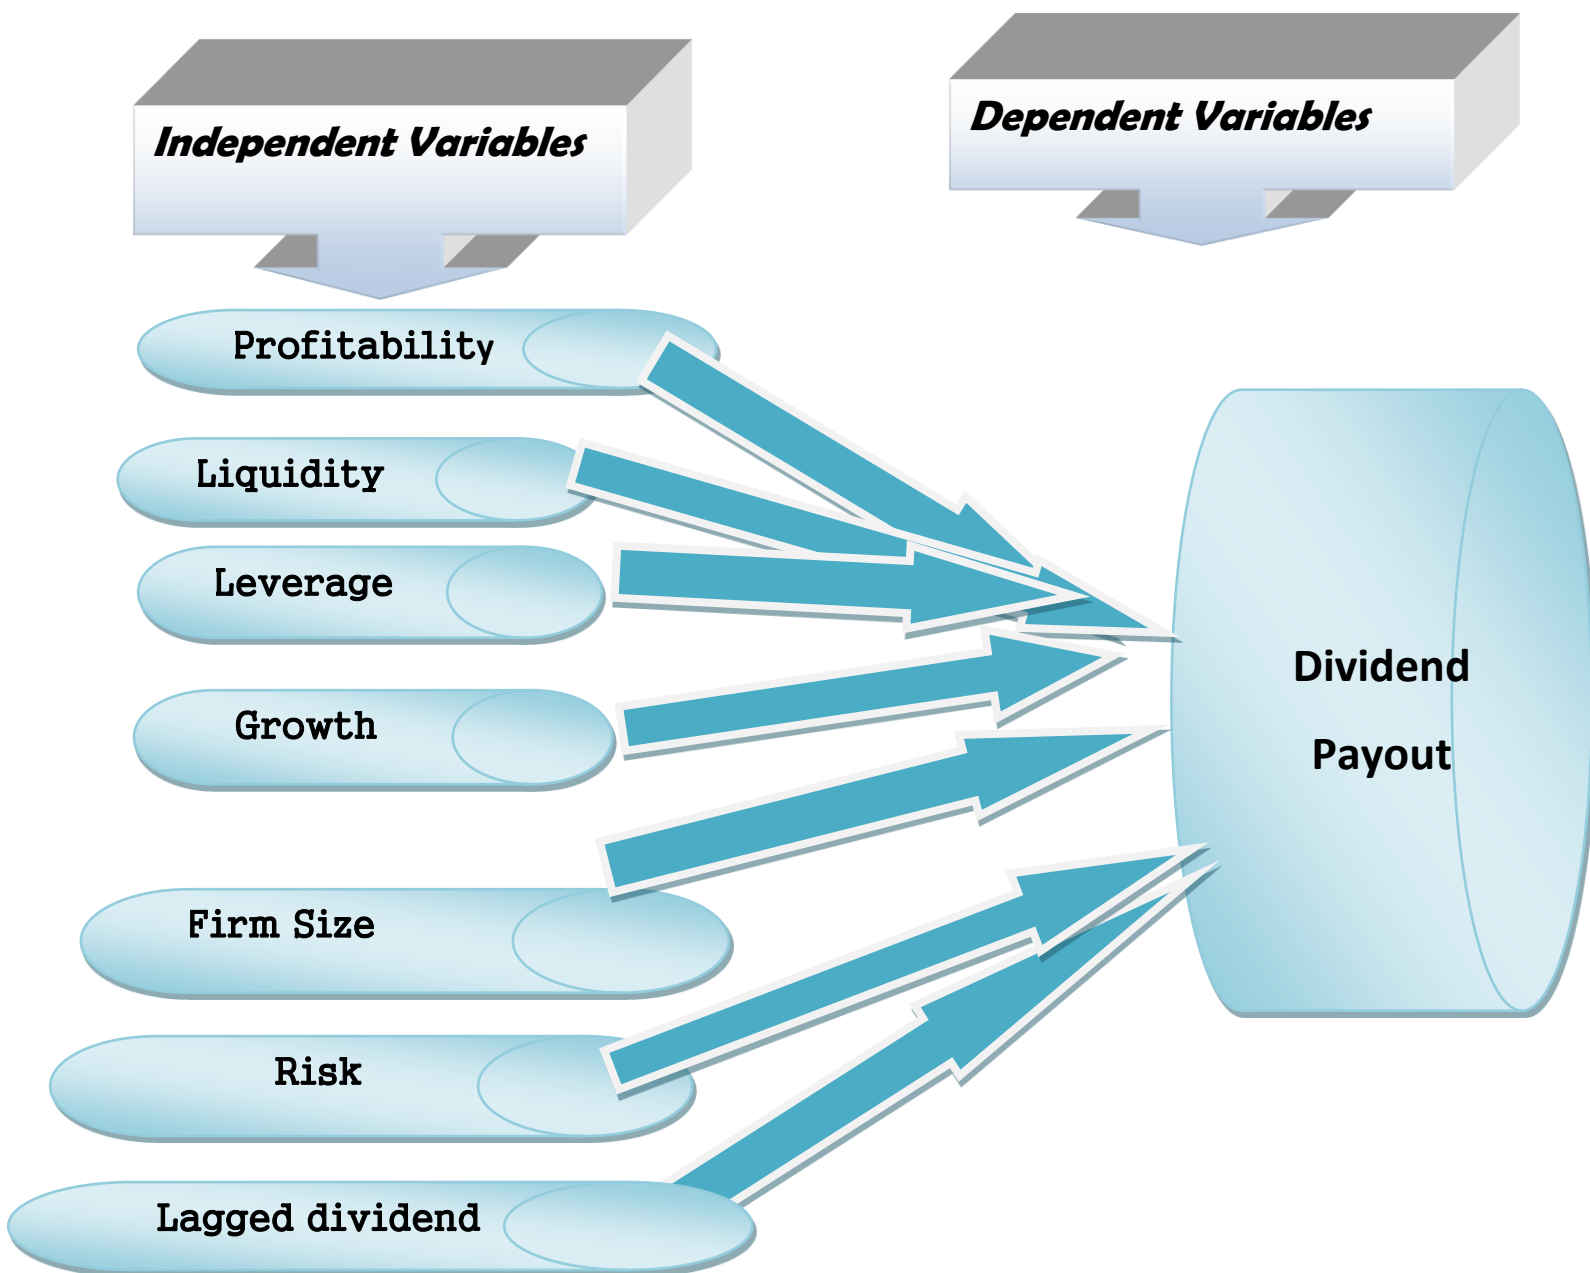 Independent Variables
Dependent Variables
Profitability
Liquidity
Leverage
Growth
Firm Size
Risk
Lagged dividend
Dividend
Payout